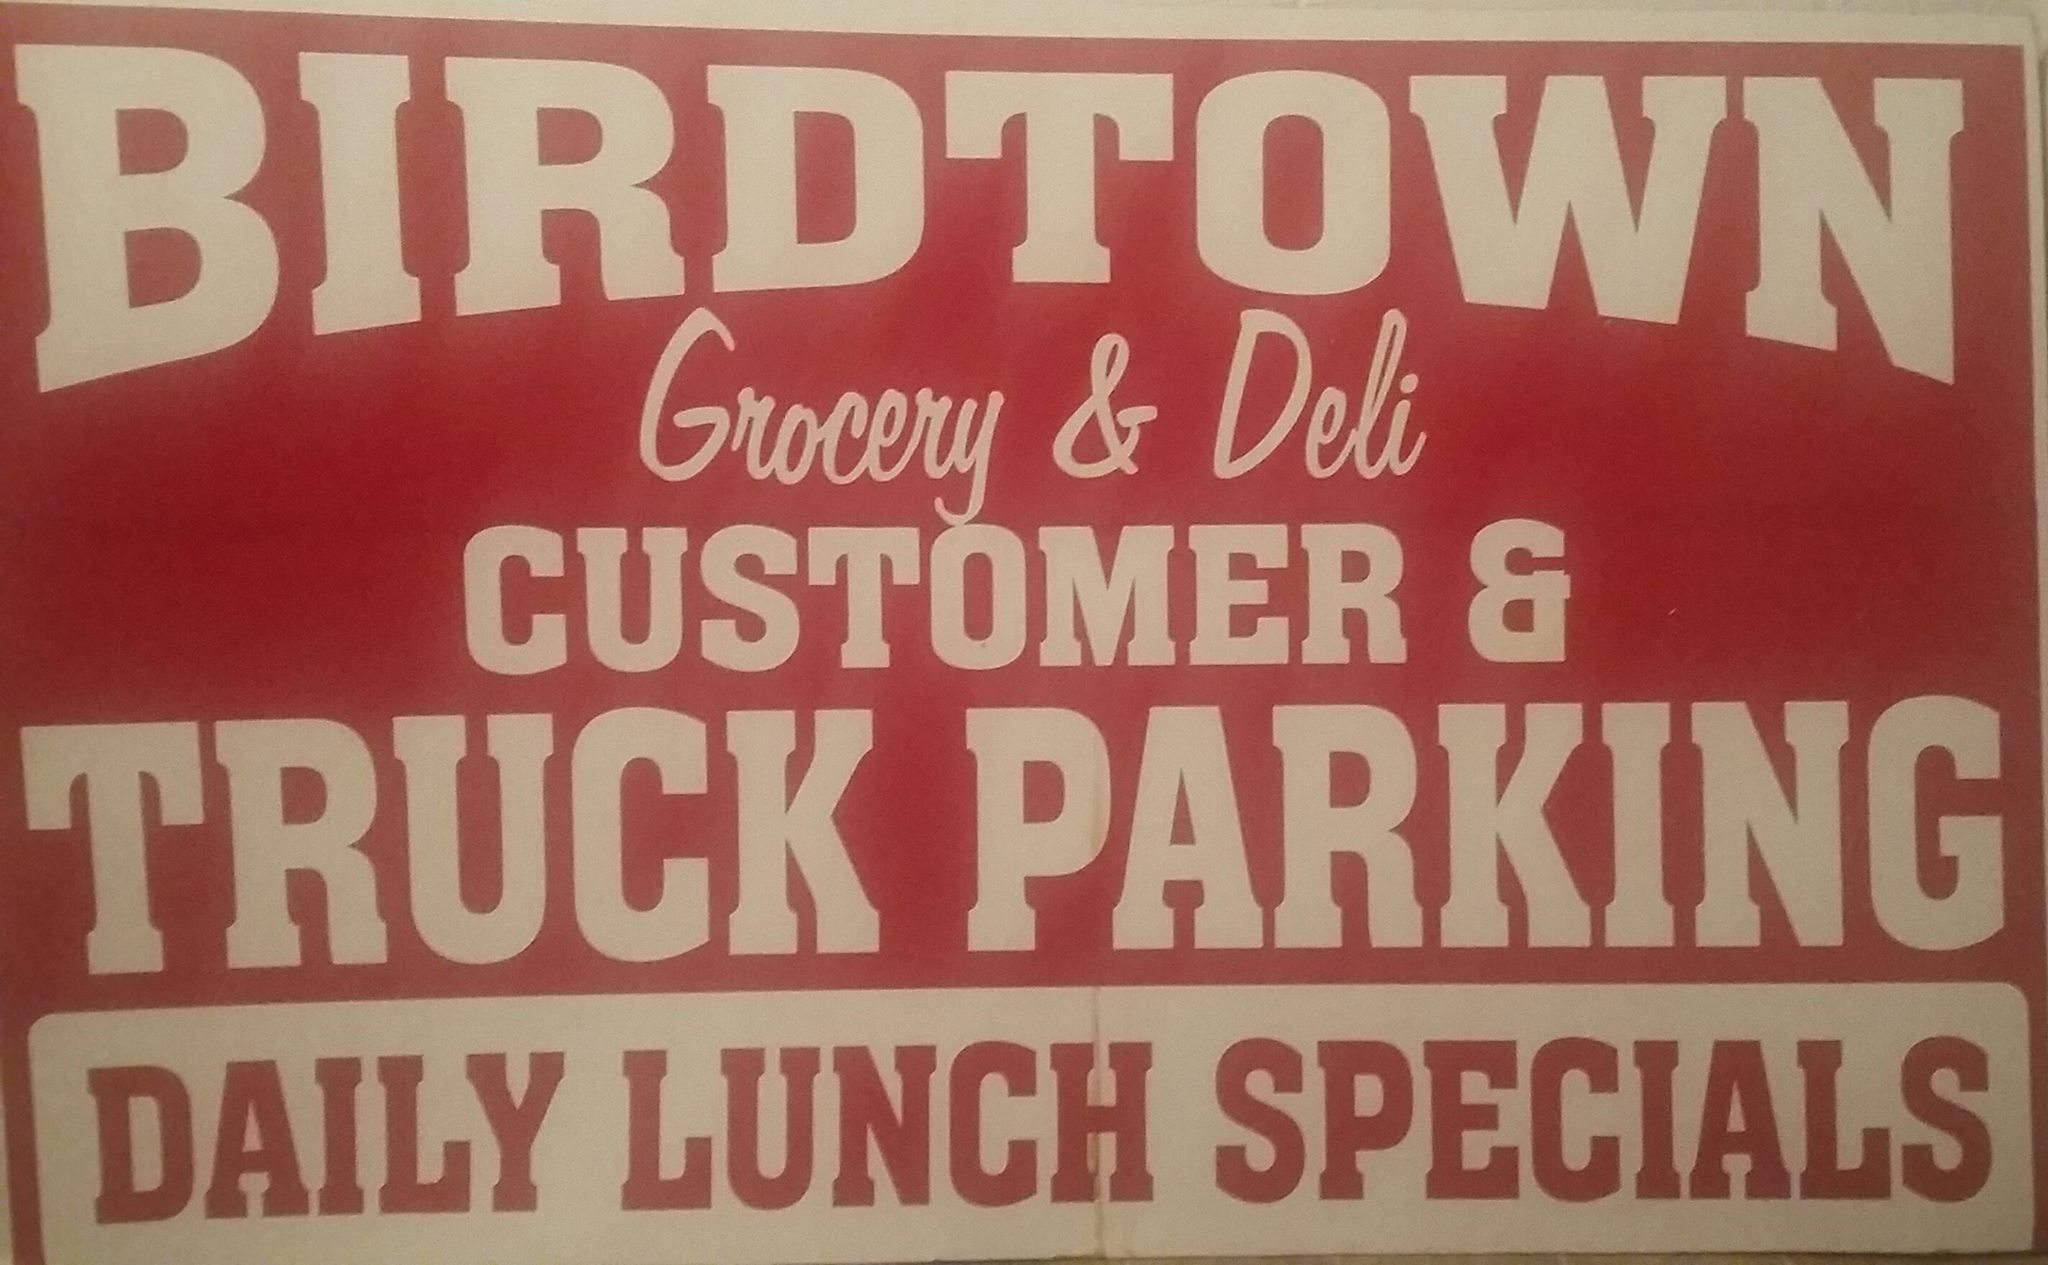 BIRDTOWN
Grocery & Deli
CUSTOMER &
TRUCK PARKING
DAILY LUNCH SPECIALS